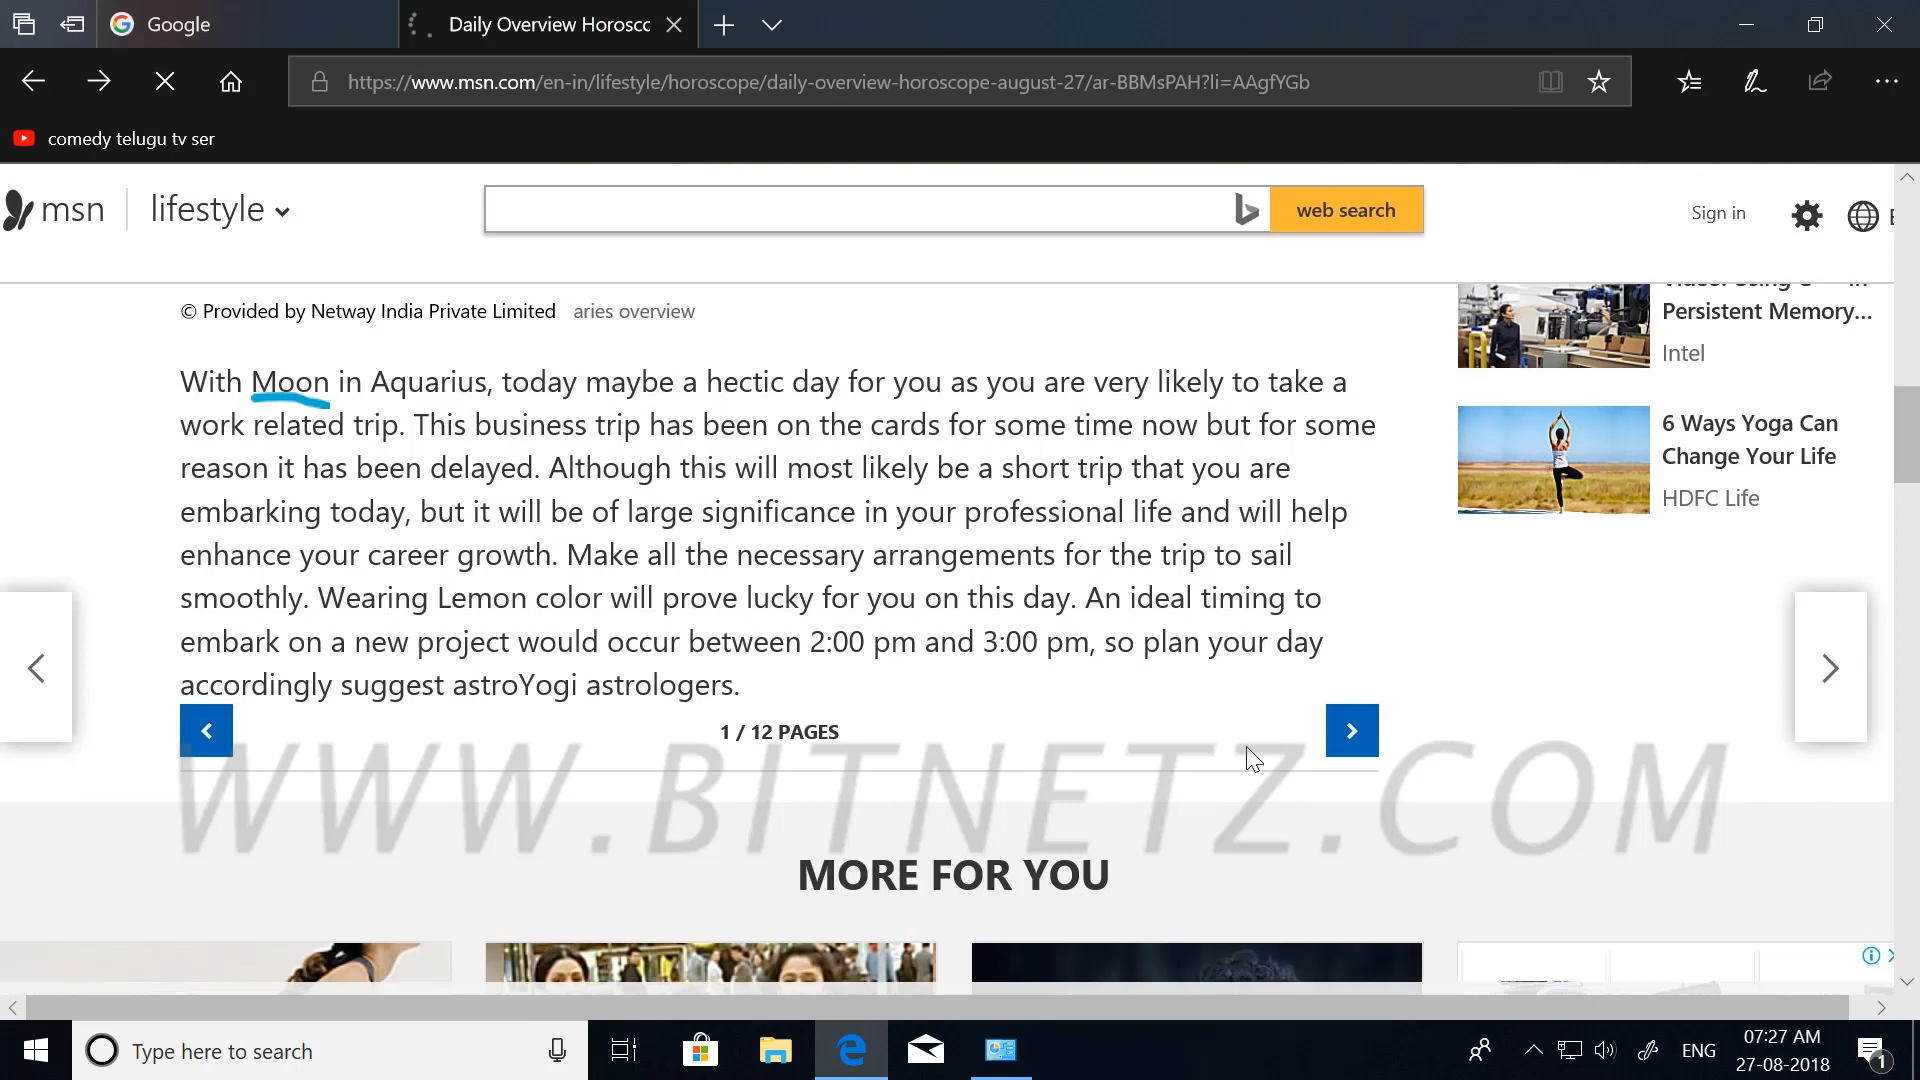 Google
Daily Overview Horosc
https://www.msn.com/en-in/lifestyle/horoscope/daily-overview-horoscope-august-27/ar-BBMsPAH?li=AAgfYGb
comedy telugu tv ser
msn
lifestyle
web search
Sign in
© Provided by Netway India Private Limited aries overview
With Moon in Aquarius, today maybe a hectic day for you as you are very likely to take a
work related trip. This business trip has been on the cards for some time now but for some
reason it has been delayed. Although this will most likely be a short trip that you are
embarking today, but it will be of large significance in your professional life and will help
enhance your career growth. Make all the necessary arrangements for the trip to sail
smoothly. Wearing Lemon color will prove lucky for you on this day. An ideal timing to
embark on a new project would occur between 2:00 pm and 3:00 pm, so plan your day
accordingly suggest astroYogi astrologers.
1 / 12 PAGES
Persistent Memory...
Intel
6 Ways Yoga Can
Change Your Life
HDFC Life
WWW.BITNETZ.COM
MORE FOR YOU
Type here to search
ENG
07:27 AM
27-08-2018
1